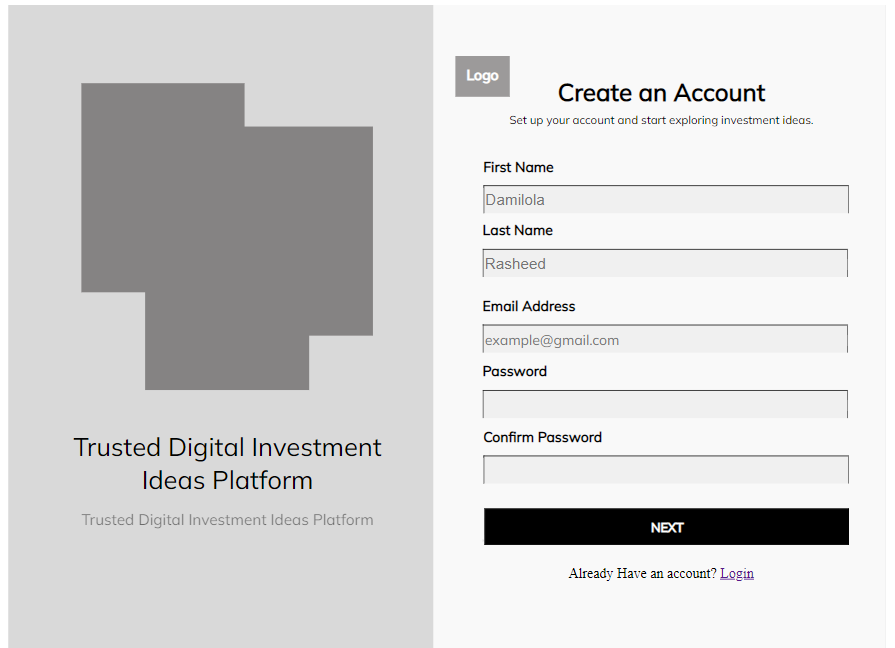 Trusted Digital Investment
Ideas Platform
Trusted Digital Investment Ideas Platform
Logo
Create an Account
Set up your account and start exploring investment ideas.
First Name
Damilola
Last Name
Rasheed
Email Address
example@gmail.com
Password
Confirm Password
NEXT
Already Have an account? Login